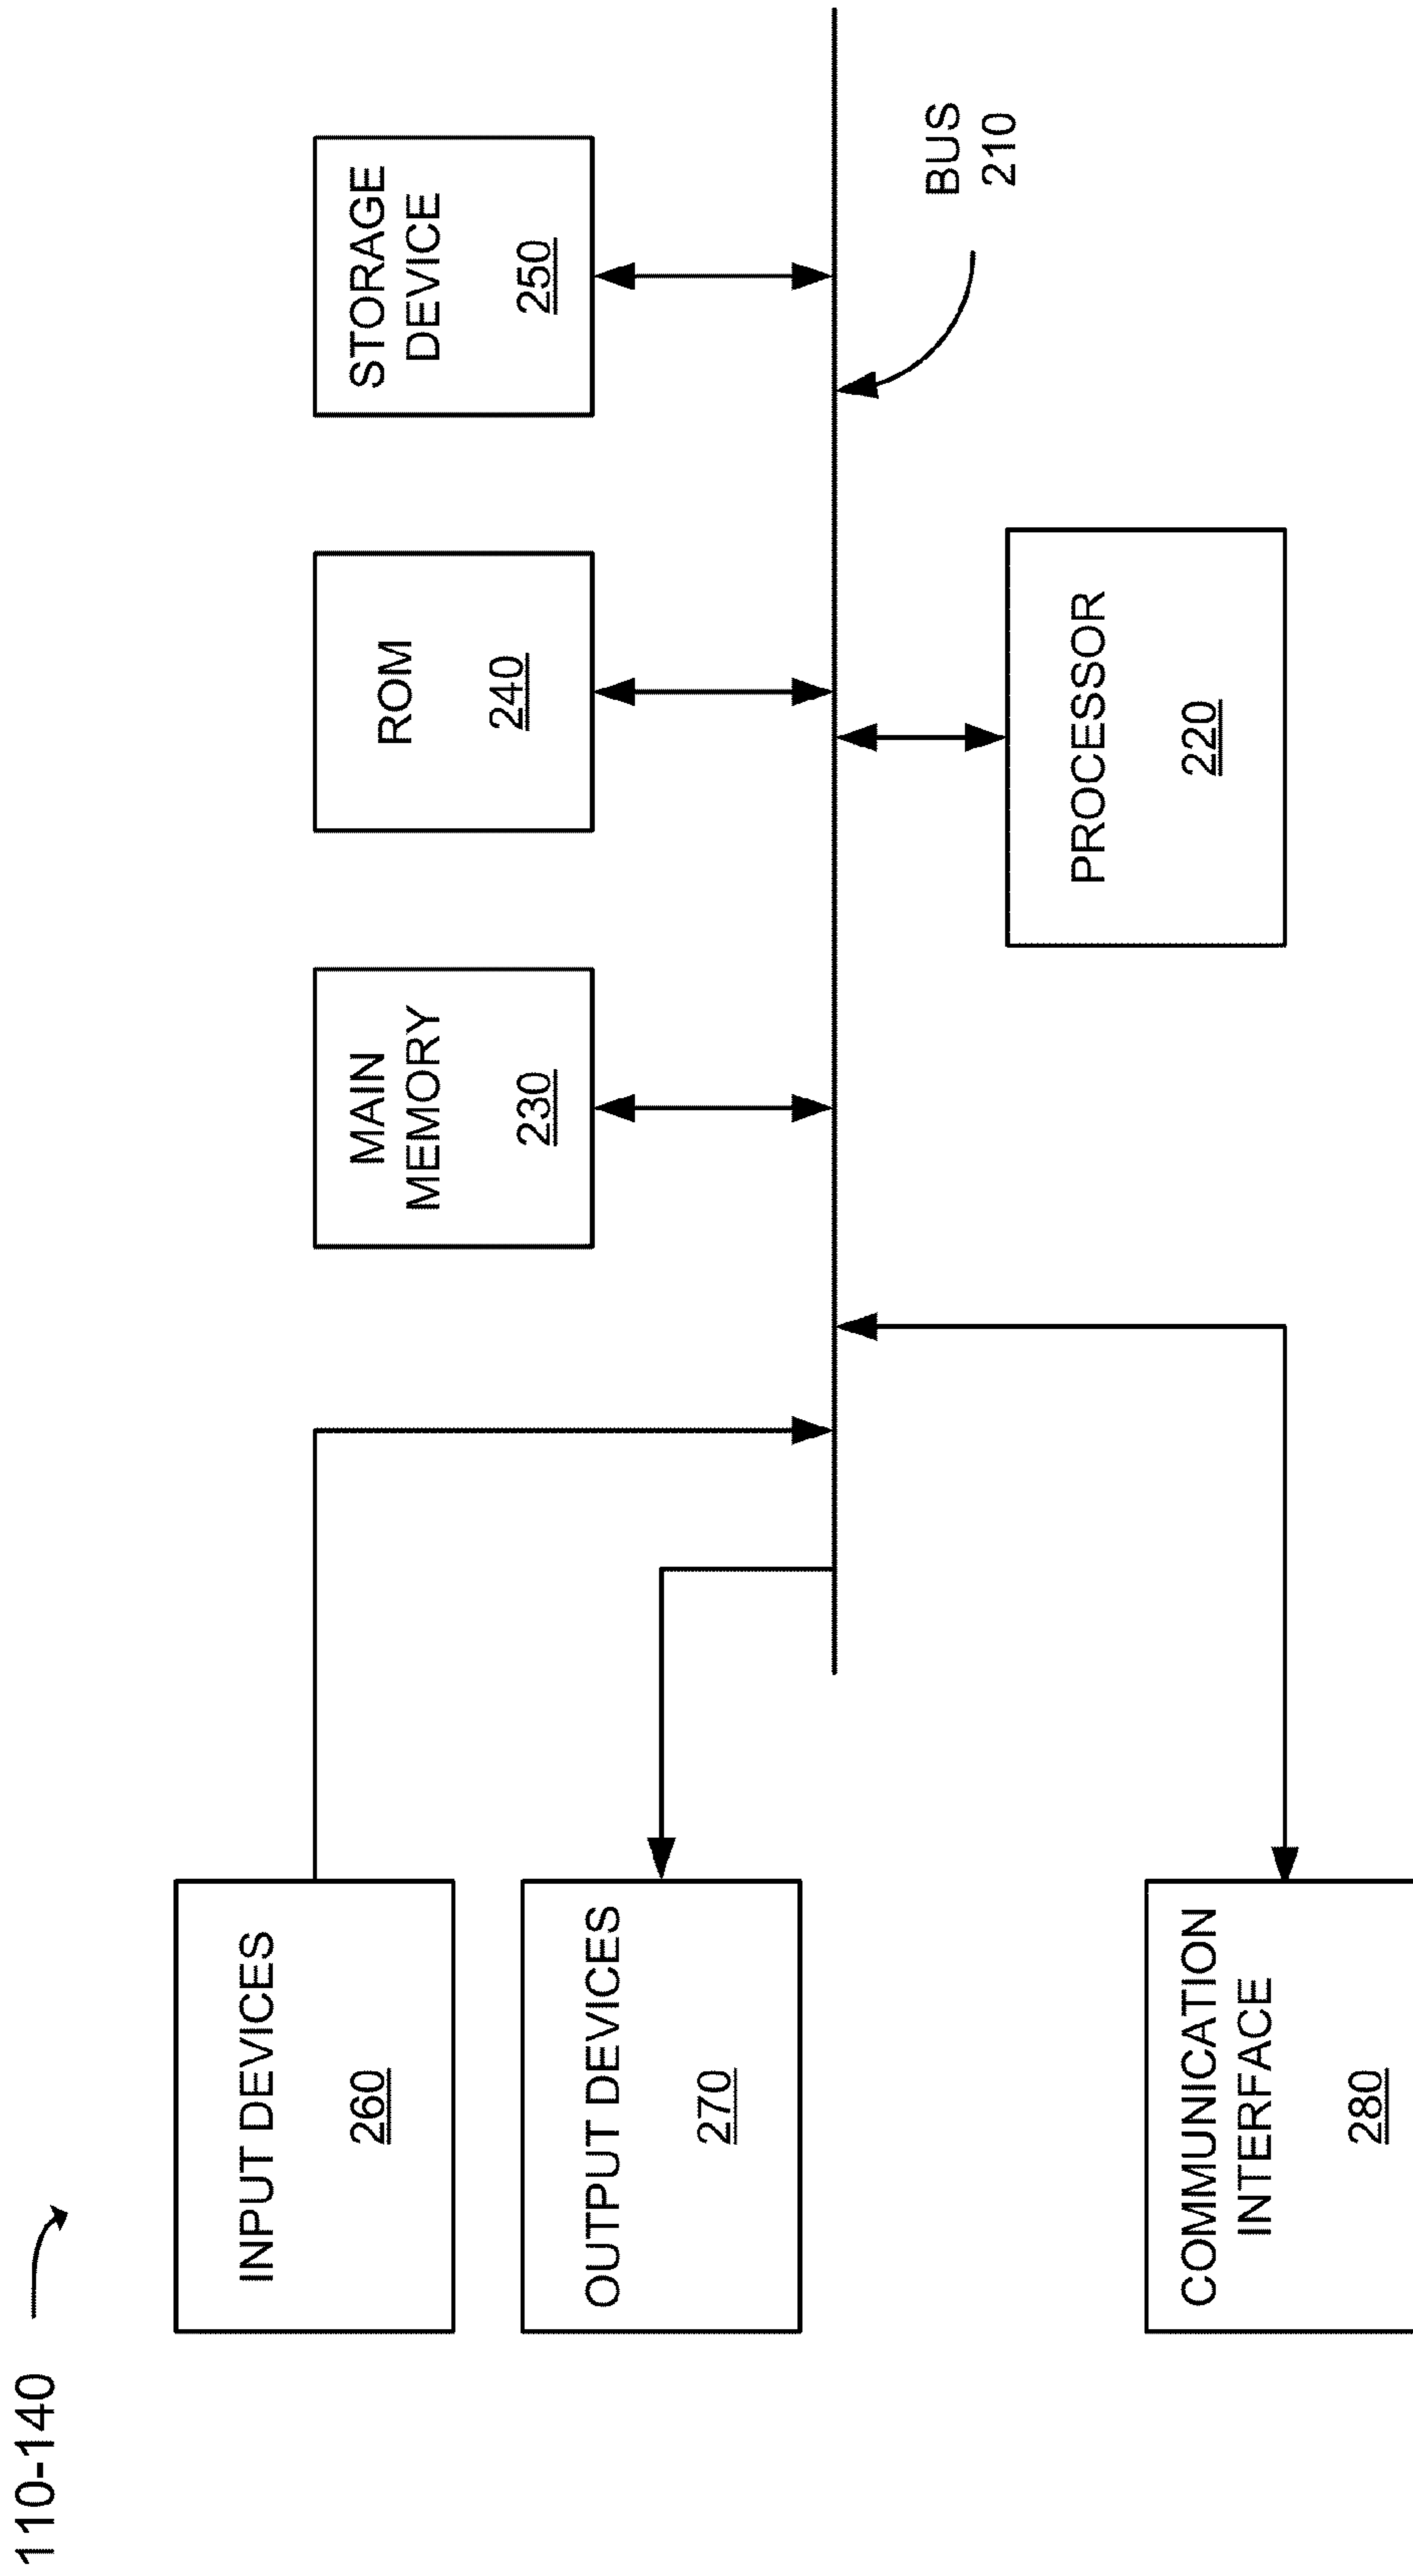 110-140
INPUT DEVICES
260
OUTPUT DEVICES
270
COMMUNICATION
INTERFACE
280
MAIN
MEMORY
230
ROM
240
STORAGE
DEVICE
250
PROCESSOR
220
BUS
210